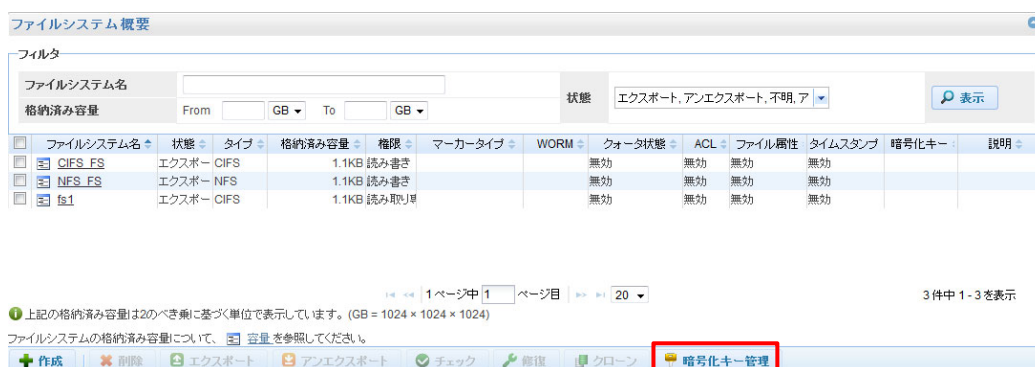 ファイルシステム概要
フィルタ
ファイルシステム名
格納済み容量 From GB To GB
状態 エクスポート, アンエクスポート, 不明, ア
表示
ファイルシステム名 状態 タイプ 格納済み容量 権限 マーカータイプ WORM クォータ状態 ACL ファイル属性 タイムスタンプ 暗号化キー 説明
CIFS_FS エクスポー CIFS 1.1KB 読み書き 無効 無効 無効 無効
NFS_FS エクスポー NFS 1.1KB 読み書き 無効 無効 無効 無効
fs1 エクスポー CIFS 1.1KB 読み取り 無効 無効 無効 無効
1ページ中 1 ページ目 20 3件中 1 - 3 を表示
上記の格納済み容量は2のべき乗に基づく単位で表示しています。(GB = 1024 × 1024 × 1024)
ファイルシステムの格納済み容量について、 容量 を参照してください。
作成 削除 エクスポート アンエクスポート チェック 修復 クローン 暗号化キー管理